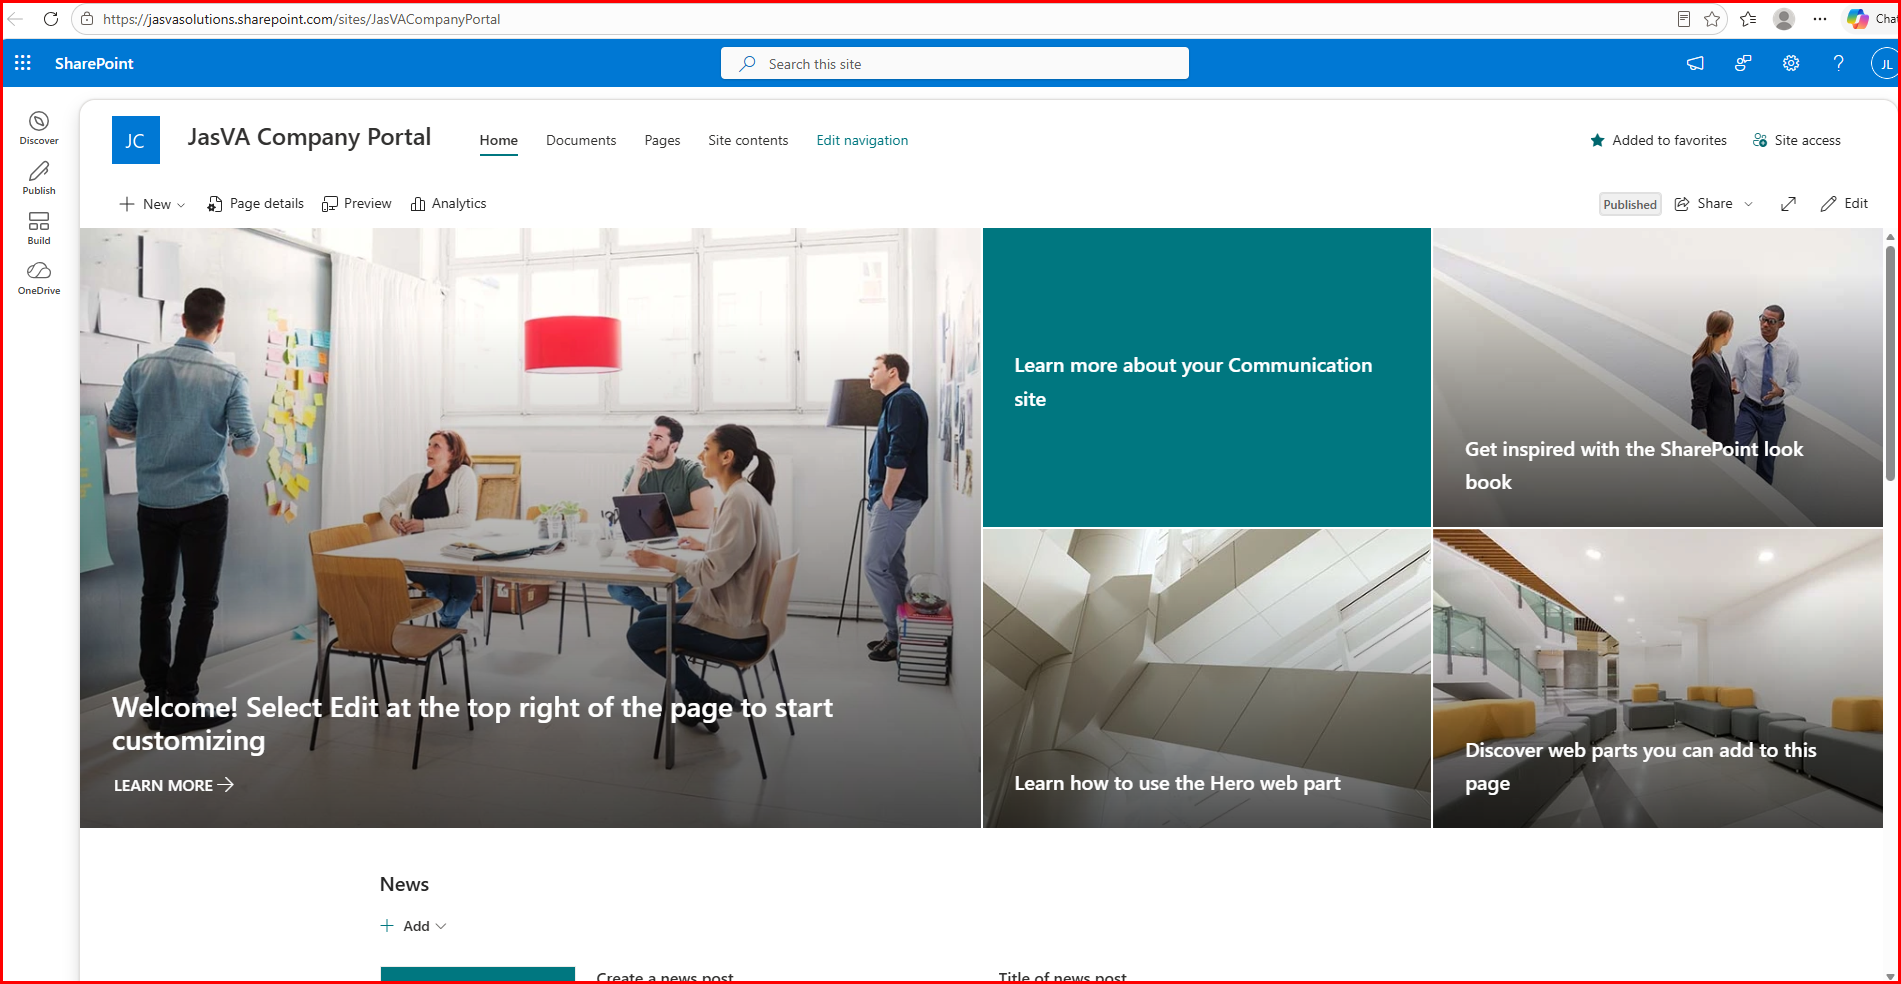 https://jasvasolutions.sharepoint.com/sites/JasVACompanyPortal
Chat
SharePoint
Search this site
JL
Discover
Publish
Build
OneDrive
JC
JasVA Company Portal
Home
Documents
Pages
Site contents
Edit navigation
Added to favorites
Site access
New
Page details
Preview
Analytics
Published
Share
Edit
Welcome! Select Edit at the top right of the page to start
customizing
LEARN MORE
Learn more about your Communication
site
Get inspired with the SharePoint look
book
Learn how to use the Hero web part
Discover web parts you can add to this
page
News
Add
Create a news post
Title of news post